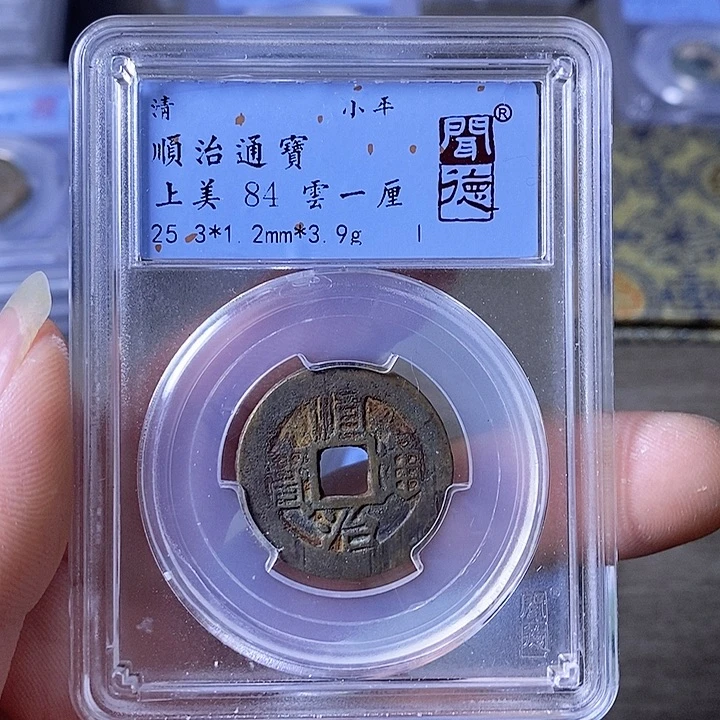 清 小平
順治通寶
上美 84 雲一厘
25.3*1.2mm*3.9g
聞德®
順治通寶